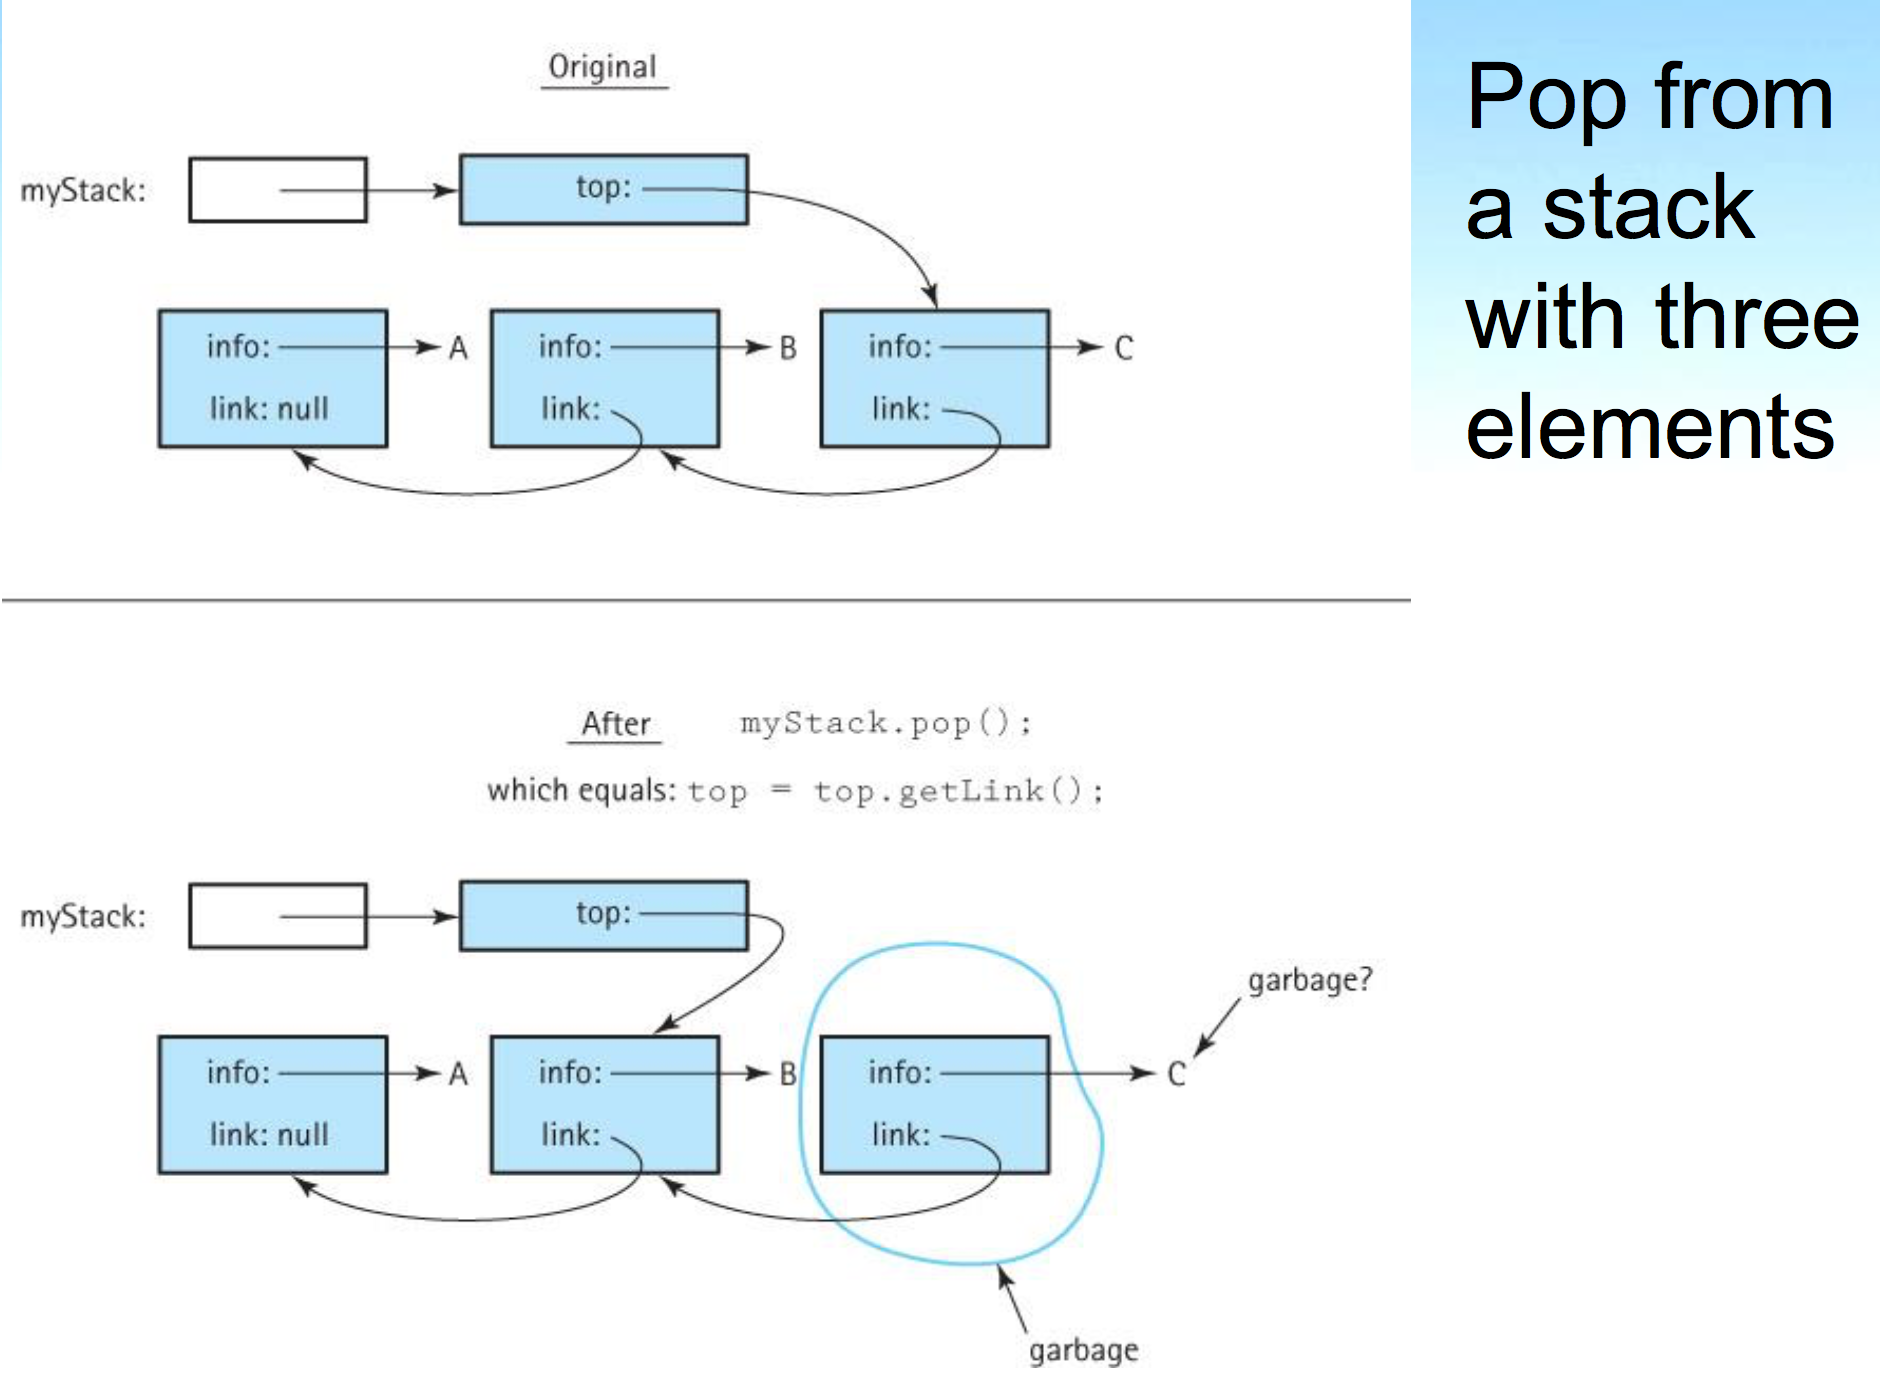 Original
Pop from
a stack
with three
elements
myStack:
top:
info: A
info: B
info: C
link: null
link:
link:
After myStack.pop();
which equals: top = top.getLink();
myStack:
top:
garbage?
info: A
info: B
info: C
link: null
link:
link:
garbage